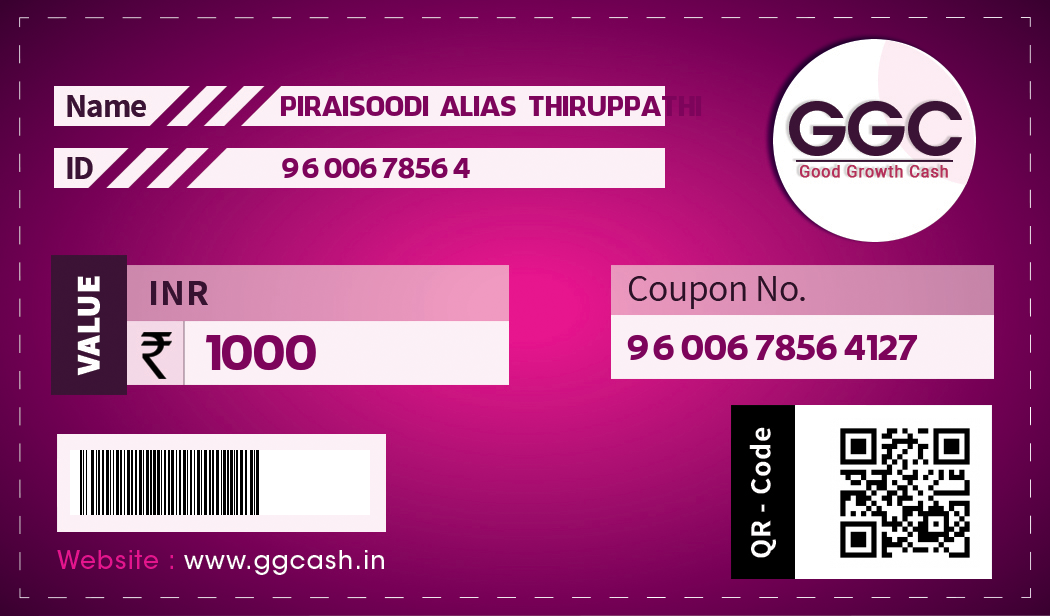 Name PIRAISOODI ALIAS THIRUPPATHI
ID 96 006 7856 4
GGC
Good Growth Cash
VALUE
INR
₹ 1000
Coupon No.
96 006 7856 4127
QR - Code
Website : www.ggcash.in